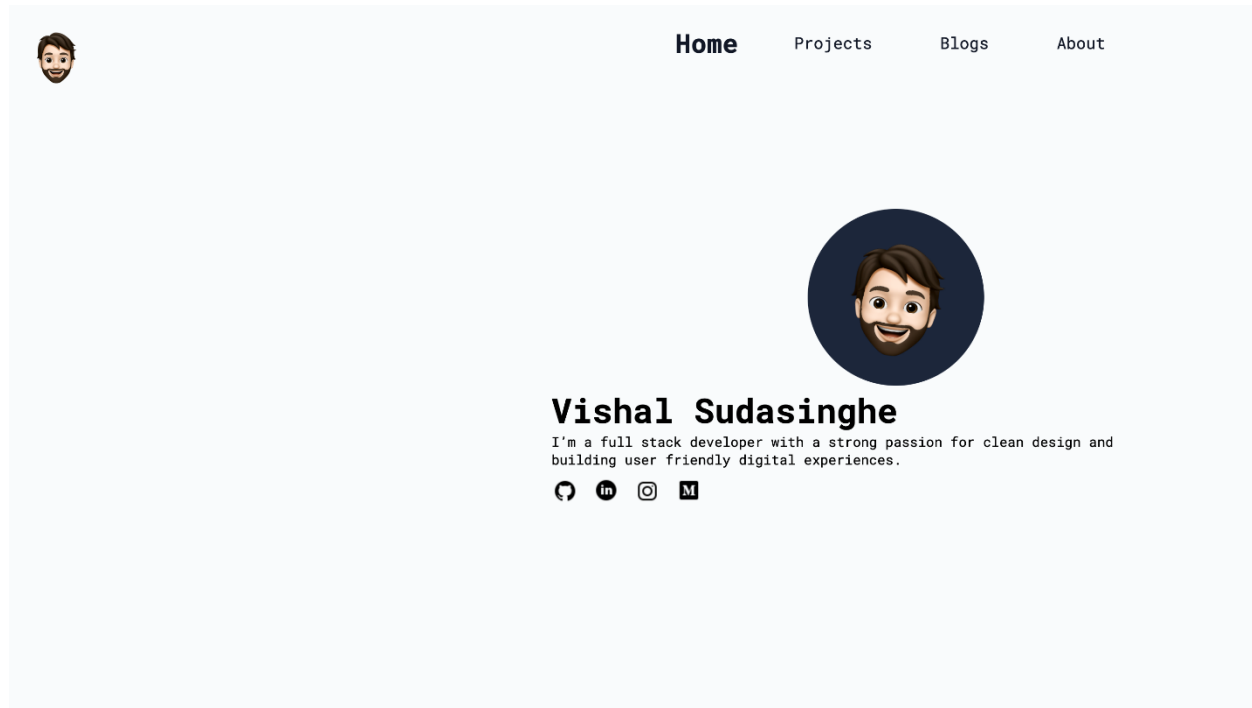 Home Projects Blogs About
Vishal Sudasinghe
I’m a full stack developer with a strong passion for clean design and
building user friendly digital experiences.
in
M